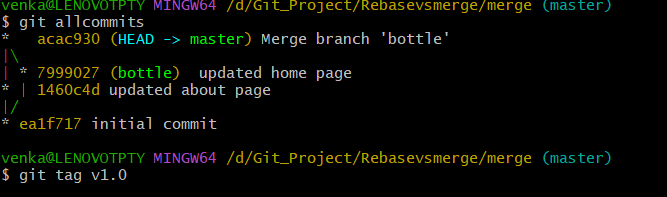 venka@LENOVOTPTY MINGW64 /d/Git_Project/Rebasevsmerge/merge (master)
$ git allcommits
*   acac930 (HEAD -> master) Merge branch 'bottle'
|\
| * 7999027 (bottle)  updated home page
* | 1460c4d updated about page
|/
* ea1f717 initial commit
venka@LENOVOTPTY MINGW64 /d/Git_Project/Rebasevsmerge/merge (master)
$ git tag v1.0